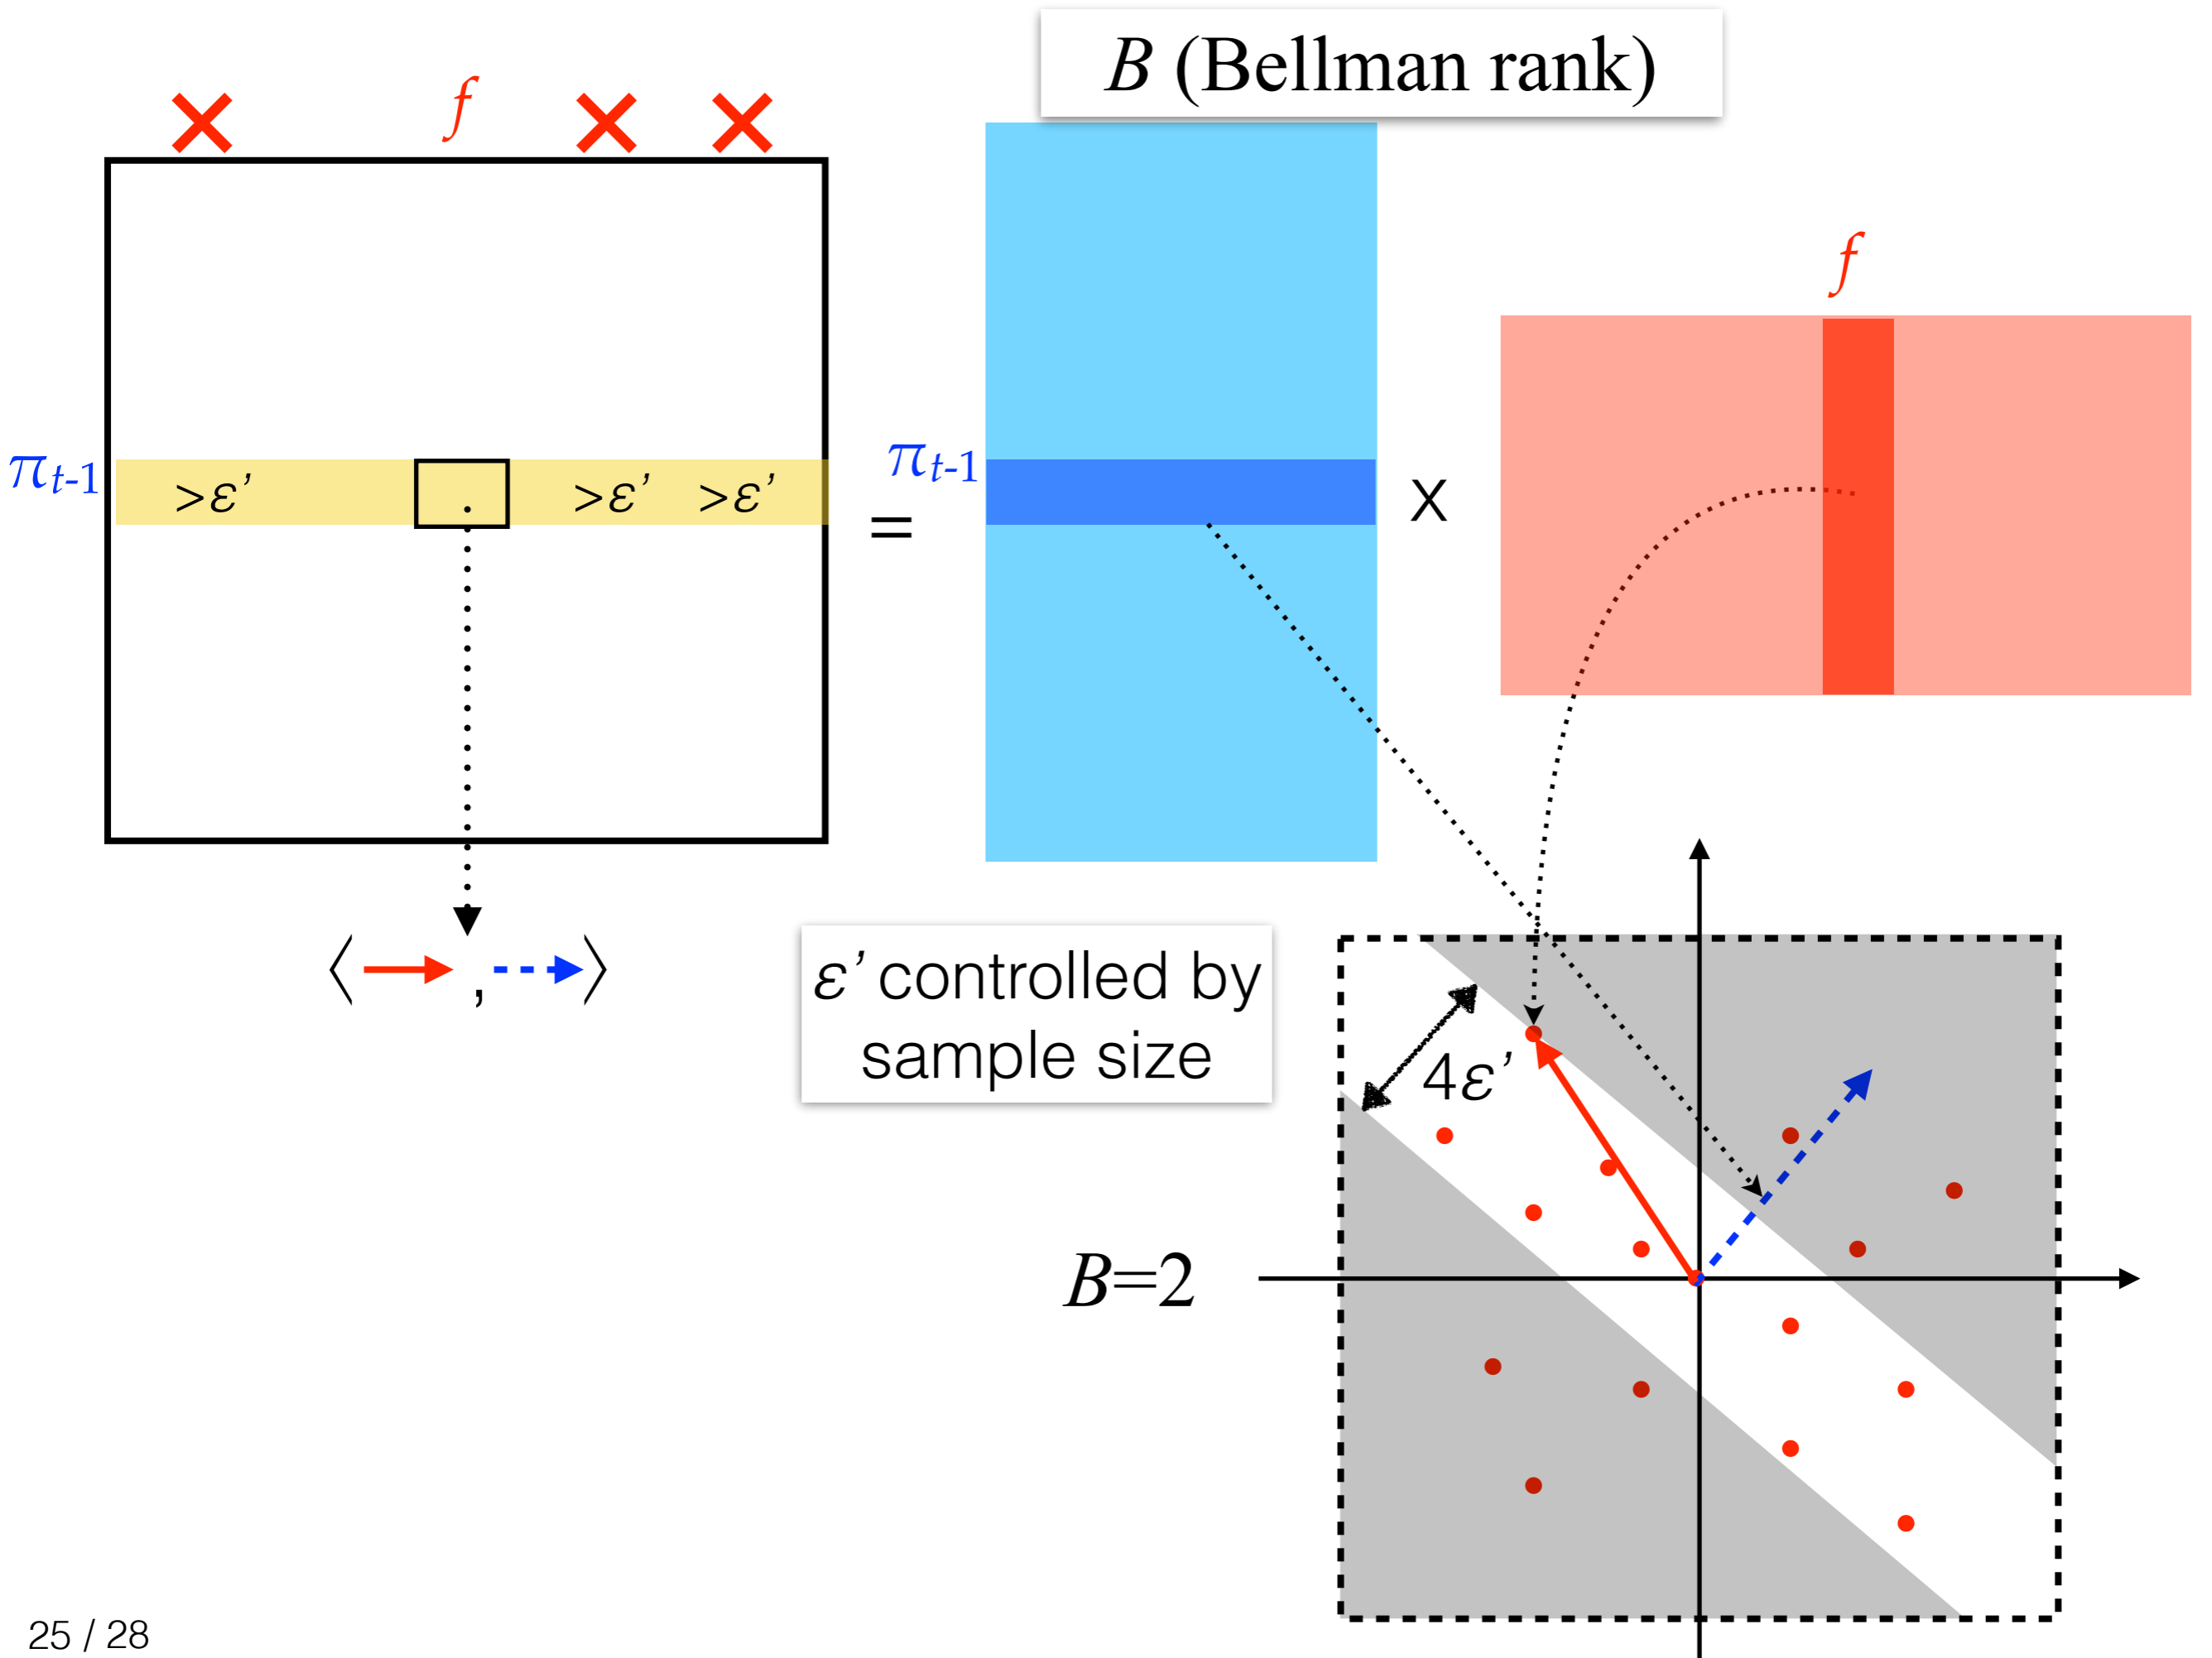 B (Bellman rank)
f
f
π_{t-1}
>ε’
>ε’
>ε’
=
π_{t-1}
X
⟨ , ⟩
ε’ controlled by
sample size
4ε’
B=2
25 / 28